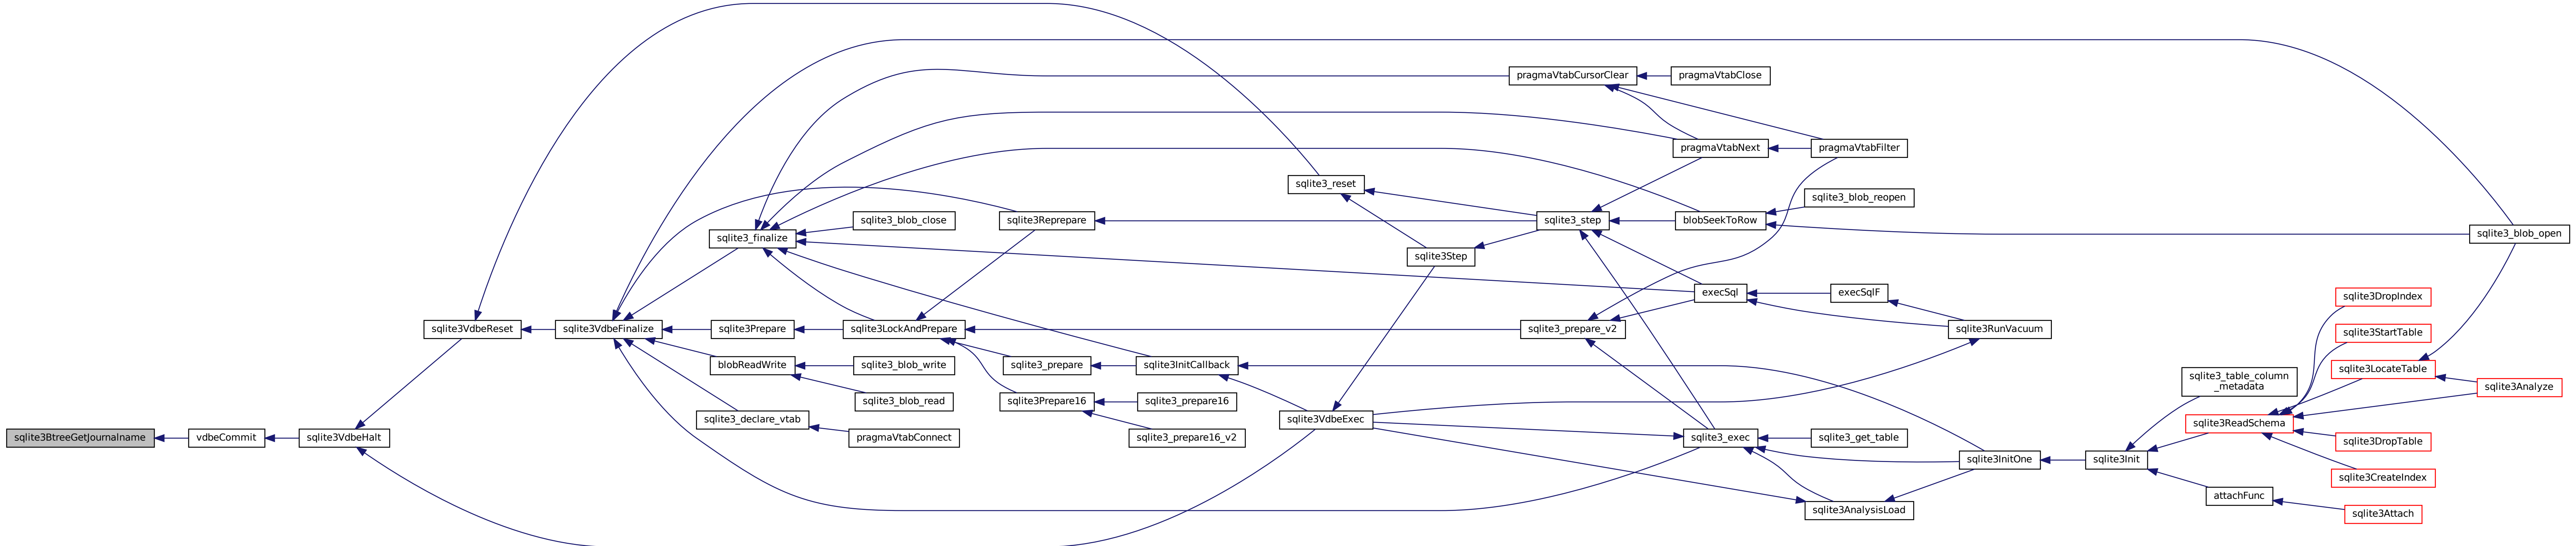 sqlite3BtreeGetJournalname
vdbeCommit
sqlite3VdbeHalt
sqlite3VdbeReset
sqlite3VdbeFinalize
sqlite3_finalize
sqlite3Prepare
blobReadWrite
sqlite3_declare_vtab
sqlite3_blob_close
sqlite3LockAndPrepare
sqlite3_blob_write
sqlite3_blob_read
pragmaVtabConnect
sqlite3Reprepare
sqlite3_prepare
sqlite3Prepare16
sqlite3InitCallback
sqlite3_prepare16
sqlite3_prepare16_v2
sqlite3_reset
sqlite3VdbeExec
sqlite3Step
pragmaVtabCursorClear
sqlite3_step
sqlite3_prepare_v2
pragmaVtabClose
pragmaVtabNext
blobSeekToRow
execSql
sqlite3_exec
pragmaVtabFilter
sqlite3_blob_reopen
execSqlF
sqlite3_get_table
sqlite3AnalysisLoad
sqlite3RunVacuum
sqlite3InitOne
sqlite3Init
sqlite3_table_column
_metadata
sqlite3ReadSchema
attachFunc
sqlite3DropIndex
sqlite3StartTable
sqlite3LocateTable
sqlite3DropTable
sqlite3CreateIndex
sqlite3Attach
sqlite3_blob_open
sqlite3Analyze